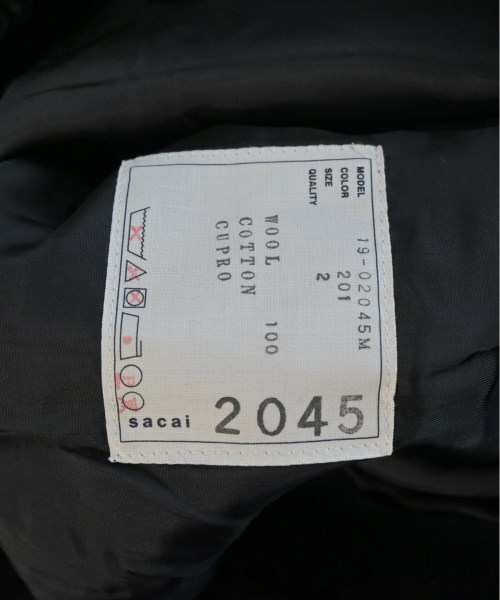 MODEL 19-02045M
COLOR 201
SIZE 2
QUALITY
WOOL 100
COTTON
CUPRO
sacai 2045